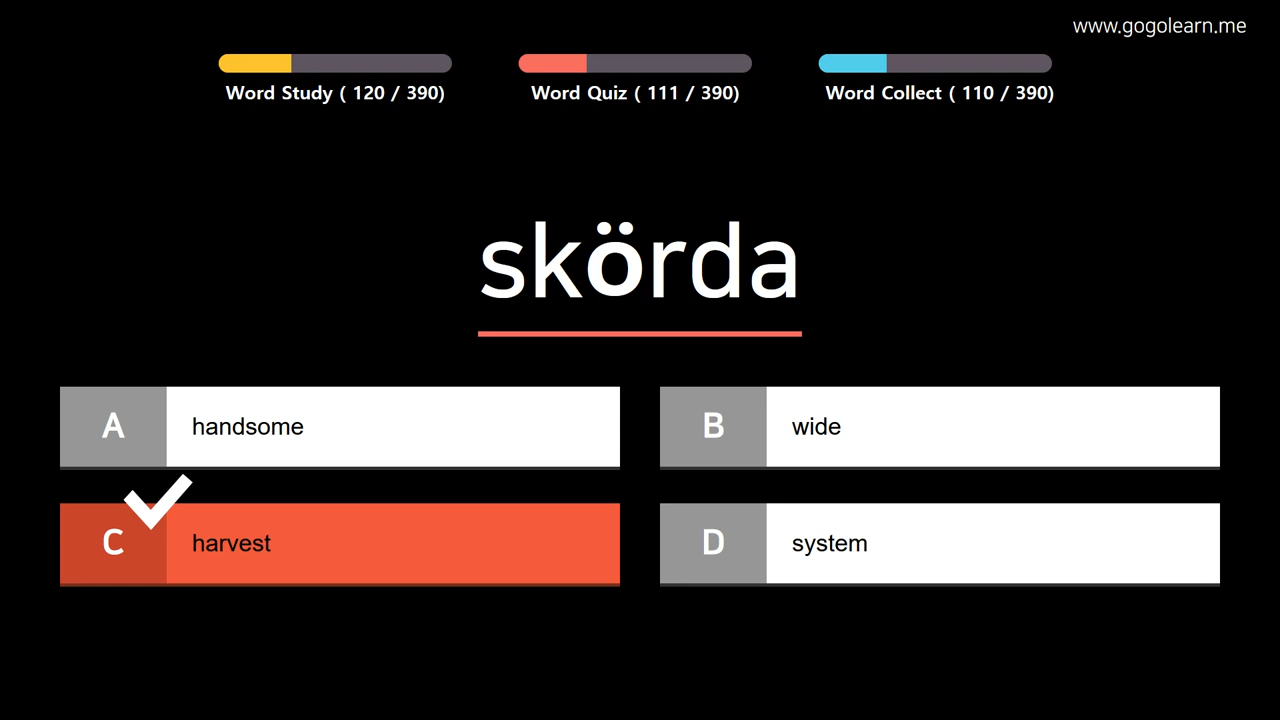 www.gogolearn.me
Word Study ( 120 / 390)
Word Quiz ( 111 / 390)
Word Collect ( 110 / 390)
skörda
A handsome
B wide
C harvest
D system